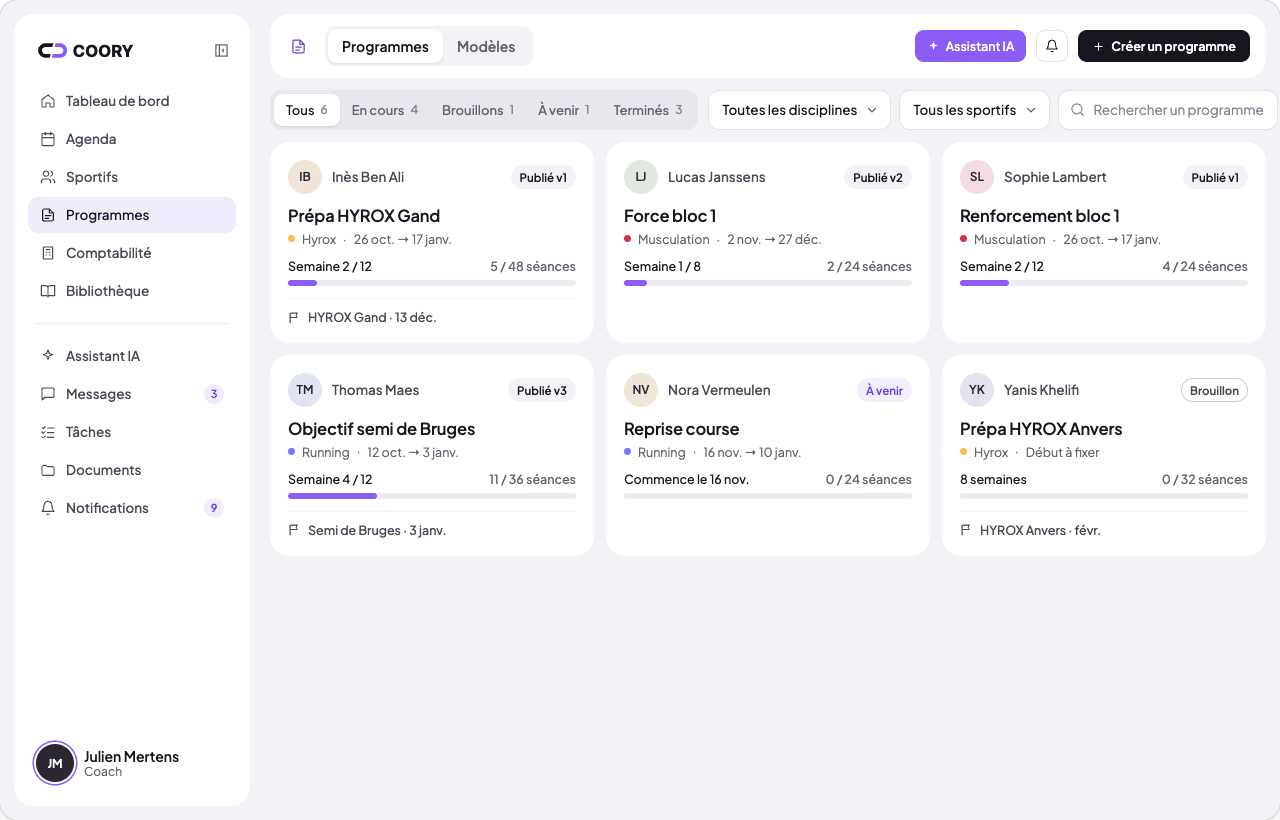 COORY
Tableau de bord
Agenda
Sportifs
Programmes
Comptabilité
Bibliothèque
Assistant IA
Messages 3
Tâches
Documents
Notifications 9
JM
Julien Mertens
Coach
Programmes Modèles
Assistant IA
Créer un programme
Tous 6 En cours 4 Brouillons 1 À venir 1 Terminés 3
Toutes les disciplines
Tous les sportifs
Rechercher un programme
IB Inès Ben Ali Publié v1
Prépa HYROX Gand
Hyrox · 26 oct. → 17 janv.
Semaine 2 / 12 5 / 48 séances
HYROX Gand · 13 déc.
LJ Lucas Janssens Publié v2
Force bloc 1
Musculation · 2 nov. → 27 déc.
Semaine 1 / 8 2 / 24 séances
SL Sophie Lambert Publié v1
Renforcement bloc 1
Musculation · 26 oct. → 17 janv.
Semaine 2 / 12 4 / 24 séances
TM Thomas Maes Publié v3
Objectif semi de Bruges
Running · 12 oct. → 3 janv.
Semaine 4 / 12 11 / 36 séances
Semi de Bruges · 3 janv.
NV Nora Vermeulen À venir
Reprise course
Running · 16 nov. → 10 janv.
Commence le 16 nov. 0 / 24 séances
YK Yanis Khelifi Brouillon
Prépa HYROX Anvers
Hyrox · Début à fixer
8 semaines 0 / 32 séances
HYROX Anvers · févr.